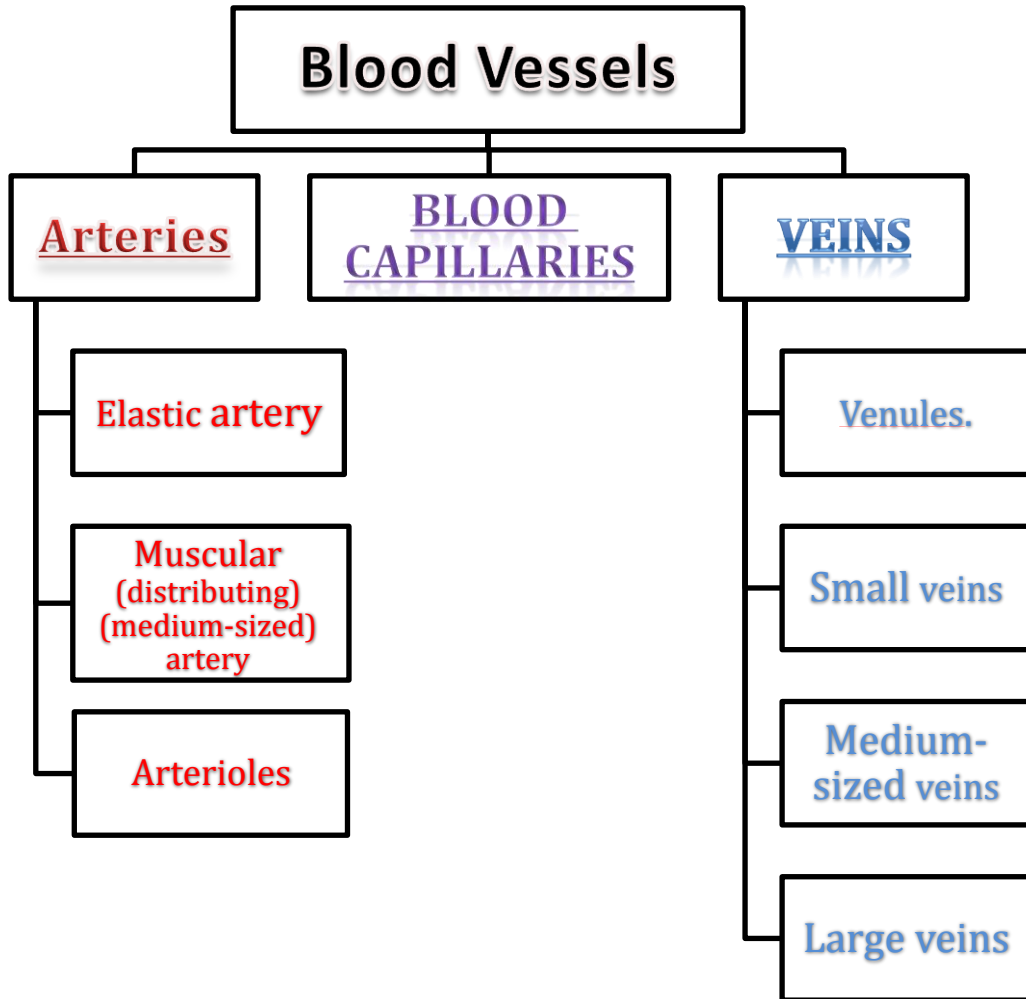 Blood Vessels
Arteries
BLOOD
CAPILLARIES
VEINS
Elastic artery
Muscular
(distributing)
(medium-sized)
artery
Arterioles
Venules.
Small veins
Medium-
sized veins
Large veins